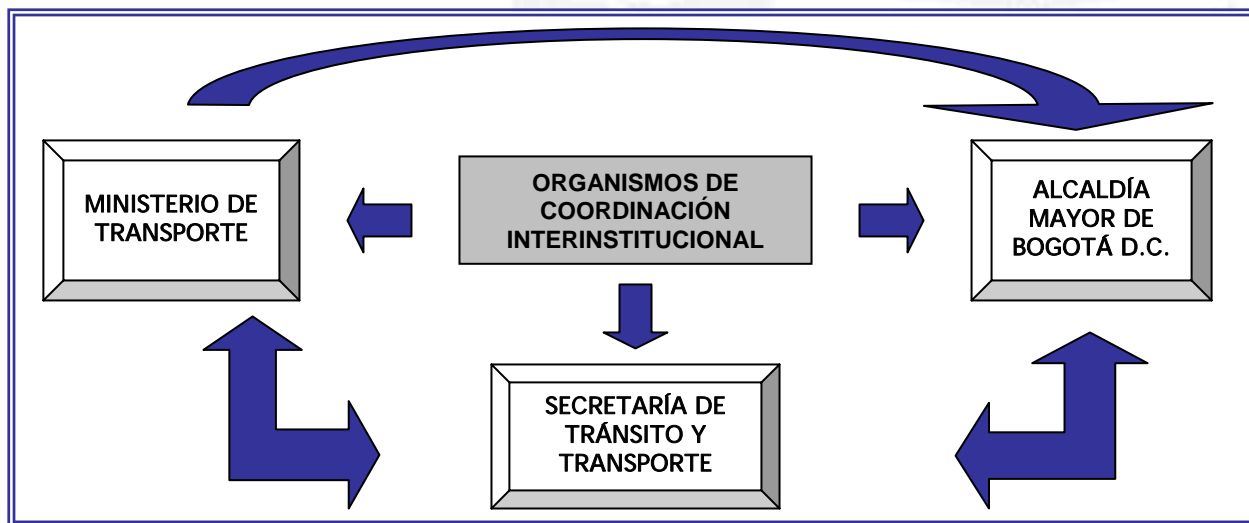 MINISTERIO DE
TRANSPORTE
ORGANISMOS DE
COORDINACIÓN
INTERINSTITUCIONAL
ALCALDÍA
MAYOR DE
BOGOTÁ D.C.
SECRETARÍA DE
TRÁNSITO Y
TRANSPORTE